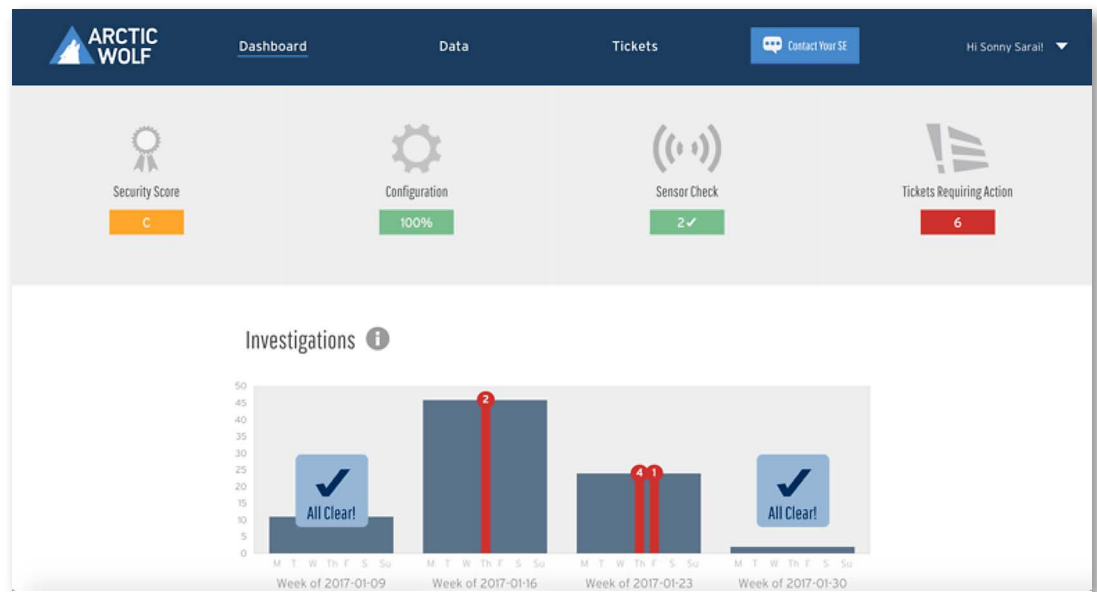 ARCTIC
WOLF
Dashboard
Data
Tickets
Contact Your SE
Hi Sonny Sarai!
Security Score
Configuration
Sensor Check
Tickets Requiring Action
C
100%
2✓
6
Investigations i
50
45
40
35
30
25
20
15
10
5
0
2
4 1
All Clear!
All Clear!
M T W Th F S Su
M T W Th F S Su
M T W Th F S Su
M T W Th F S Su
Week of 2017-01-09
Week of 2017-01-16
Week of 2017-01-23
Week of 2017-01-30